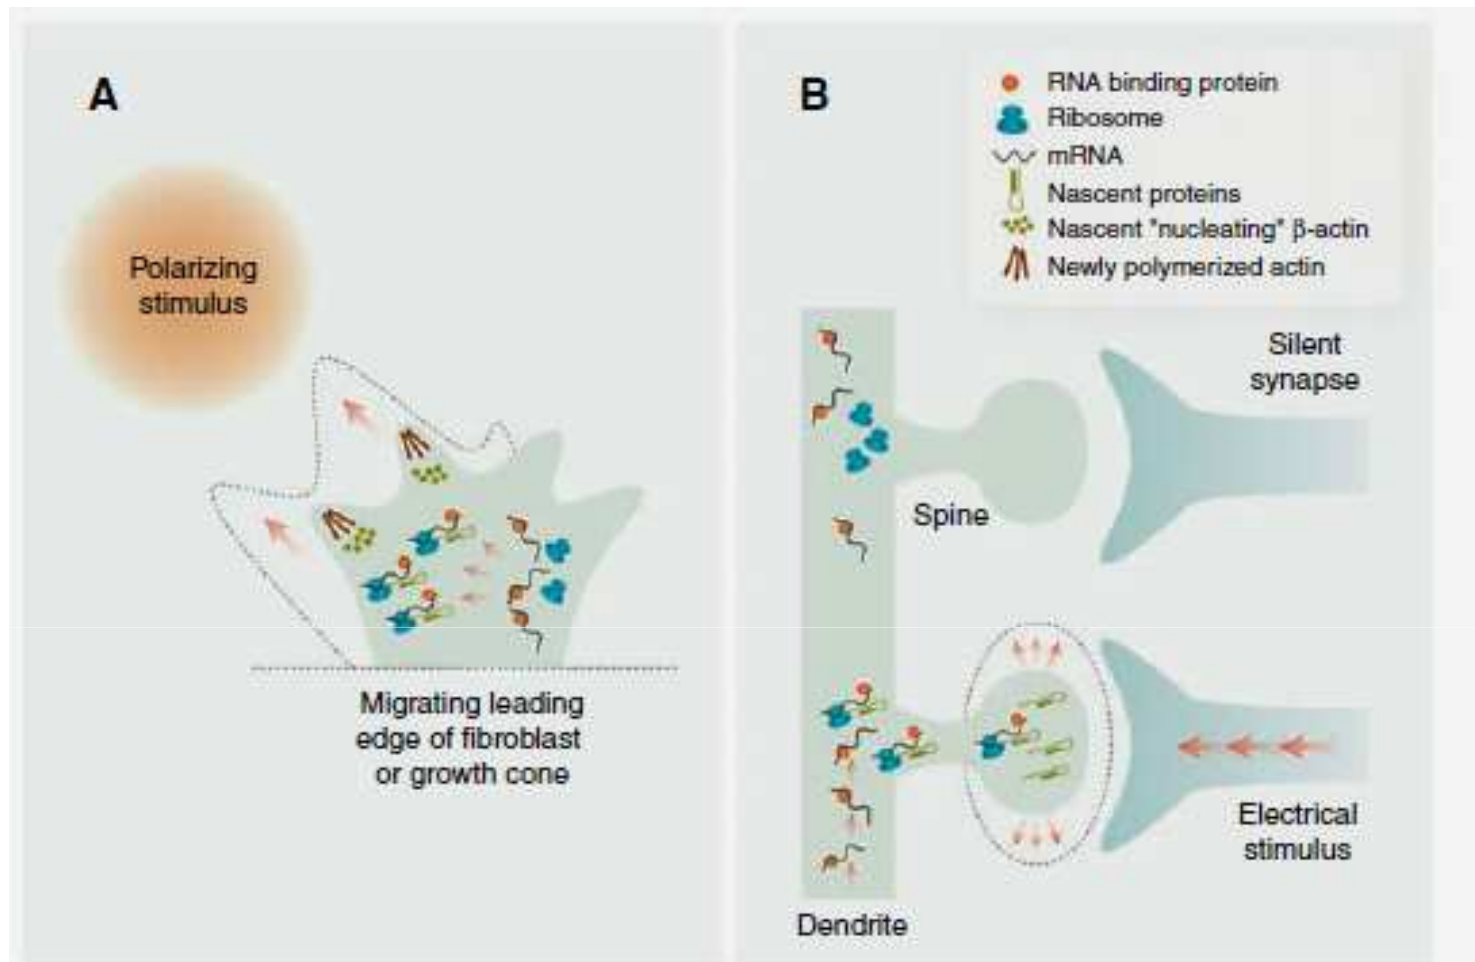 A
Polarizing
stimulus
Migrating leading
edge of fibroblast
or growth cone
B
RNA binding protein
Ribosome
mRNA
Nascent proteins
Nascent "nucleating" β-actin
Newly polymerized actin
Silent
synapse
Spine
Electrical
stimulus
Dendrite